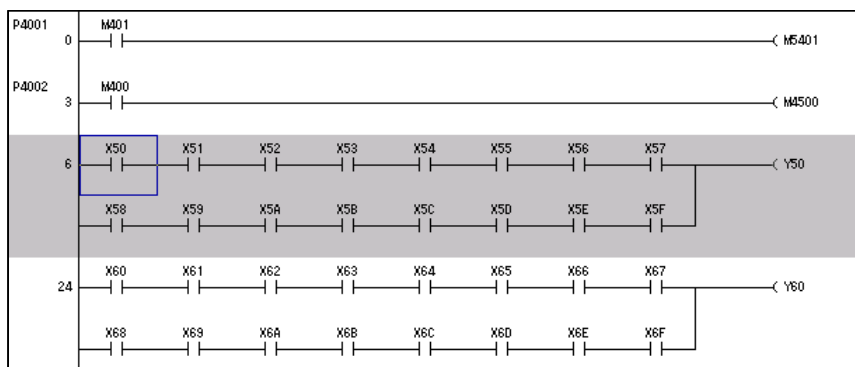 P4001 M401
0 M5401
P4002 M400
3 M4500
X50 X51 X52 X53 X54 X55 X56 X57
6 Y50
X58 X59 X5A X5B X5C X5D X5E X5F
X60 X61 X62 X63 X64 X65 X66 X67
24 Y60
X68 X69 X6A X6B X6C X6D X6E X6F